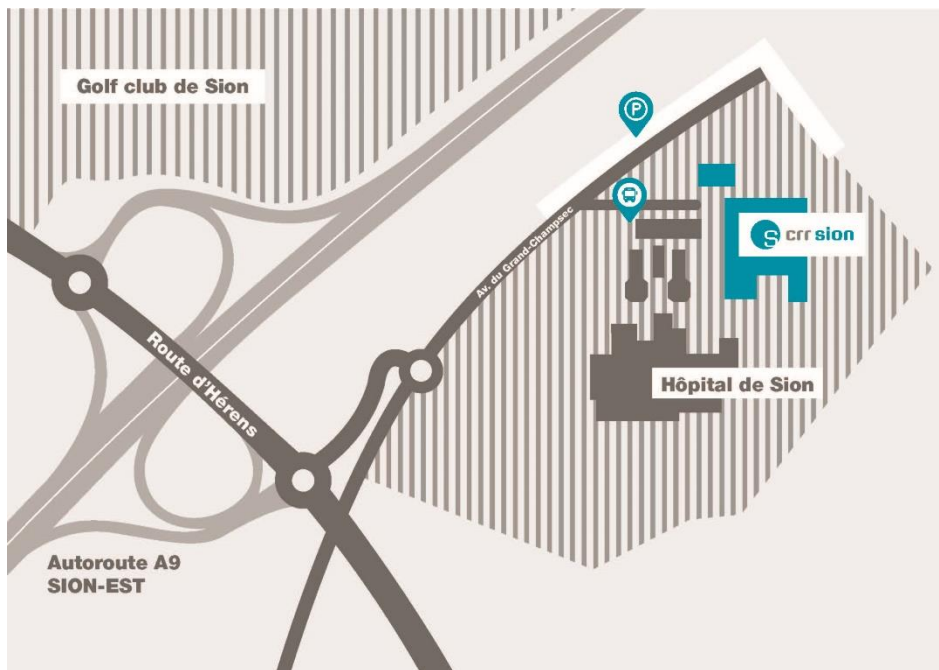 Golf club de Sion
P
Av. du Grand-Champsec
S crr sion
Route d'Hérens
Hôpital de Sion
Autoroute A9
SION-EST